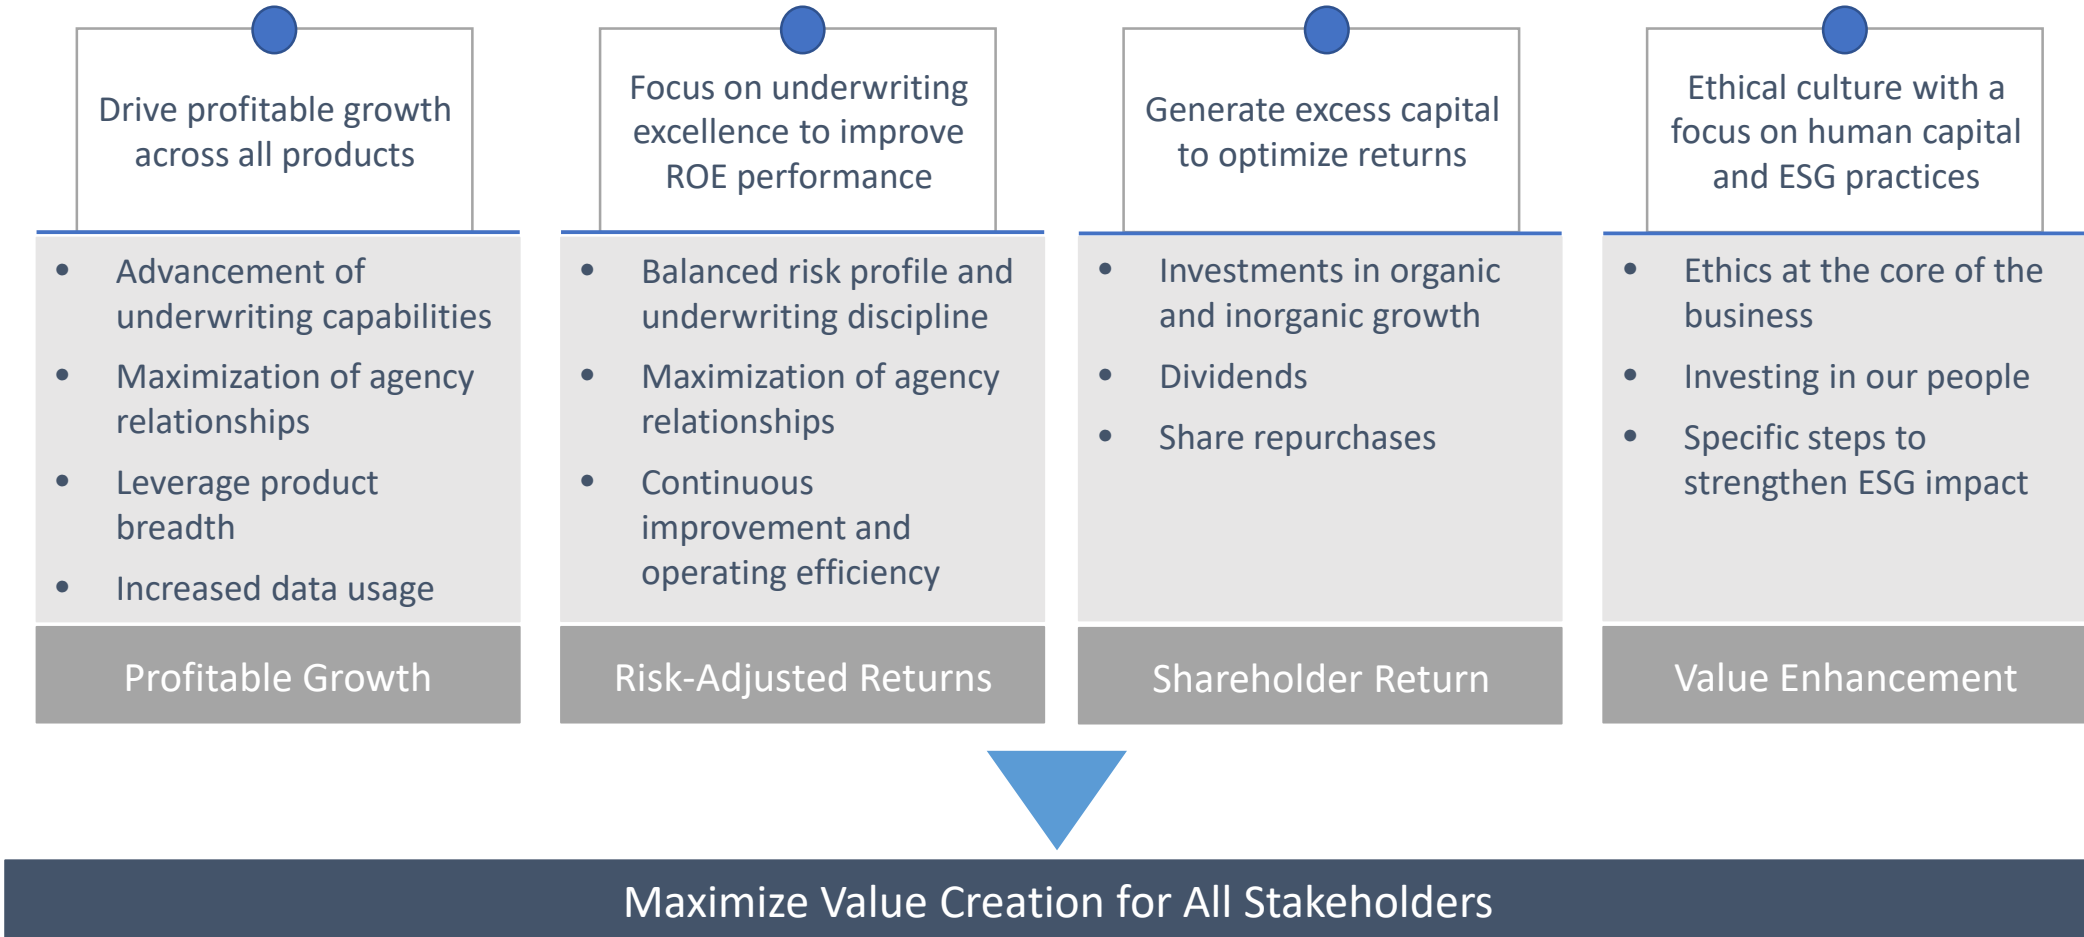 Drive profitable growth
across all products
• Advancement of
underwriting capabilities
• Maximization of agency
relationships
• Leverage product
breadth
• Increased data usage
Profitable Growth
Focus on underwriting
excellence to improve
ROE performance
• Balanced risk profile and
underwriting discipline
• Maximization of agency
relationships
• Continuous
improvement and
operating efficiency
Risk-Adjusted Returns
Generate excess capital
to optimize returns
• Investments in organic
and inorganic growth
• Dividends
• Share repurchases
Shareholder Return
Ethical culture with a
focus on human capital
and ESG practices
• Ethics at the core of the
business
• Investing in our people
• Specific steps to
strengthen ESG impact
Value Enhancement
Maximize Value Creation for All Stakeholders